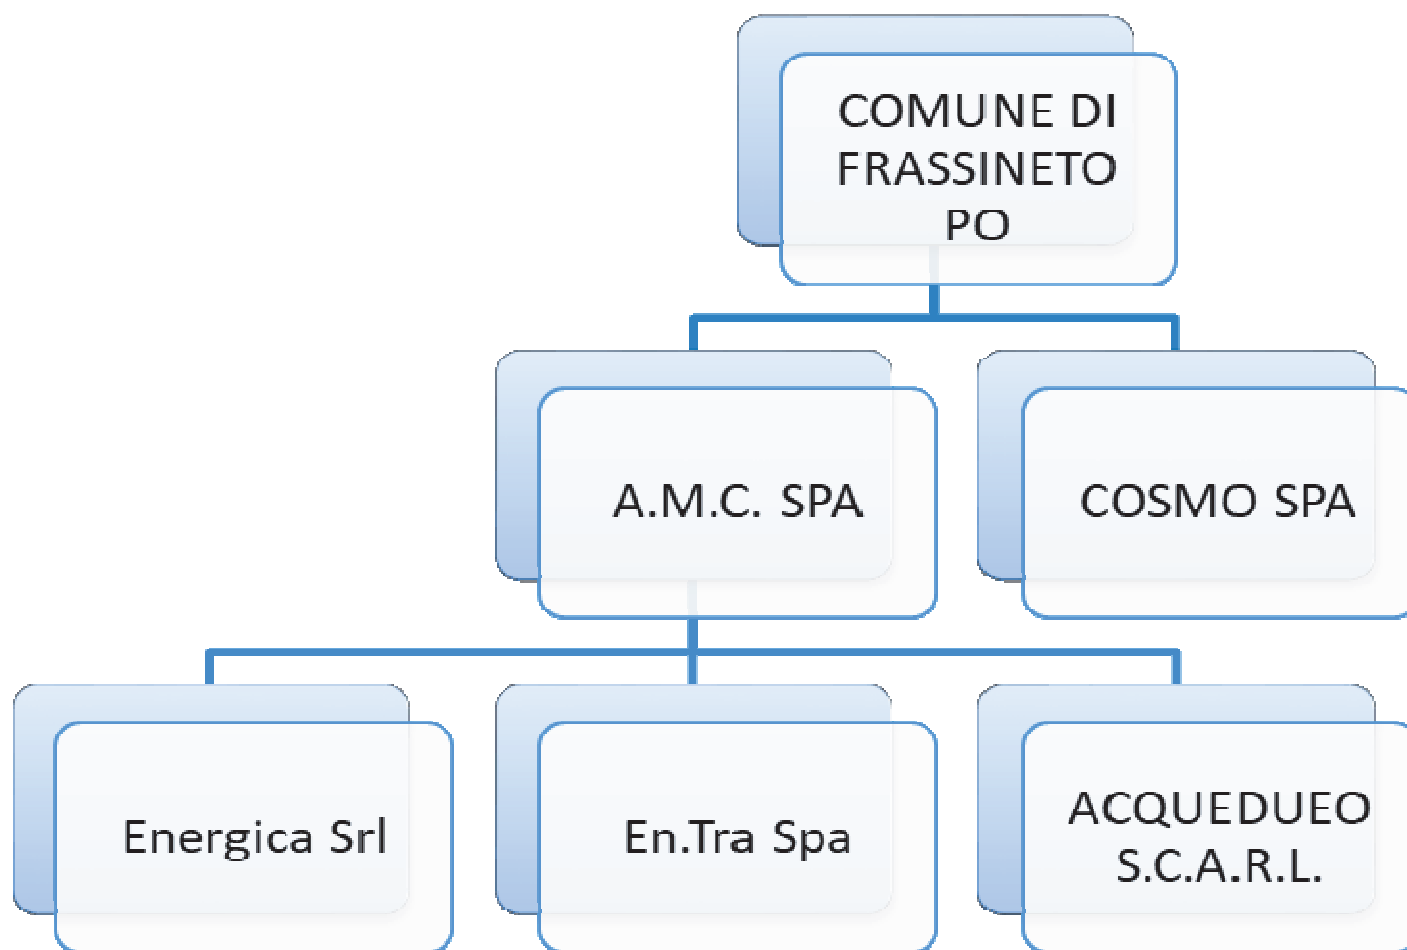 COMUNE DI
FRASSINETO
PO
A.M.C. SPA
COSMO SPA
Energica Srl
En.Tra Spa
ACQUEDUEO
S.C.A.R.L.